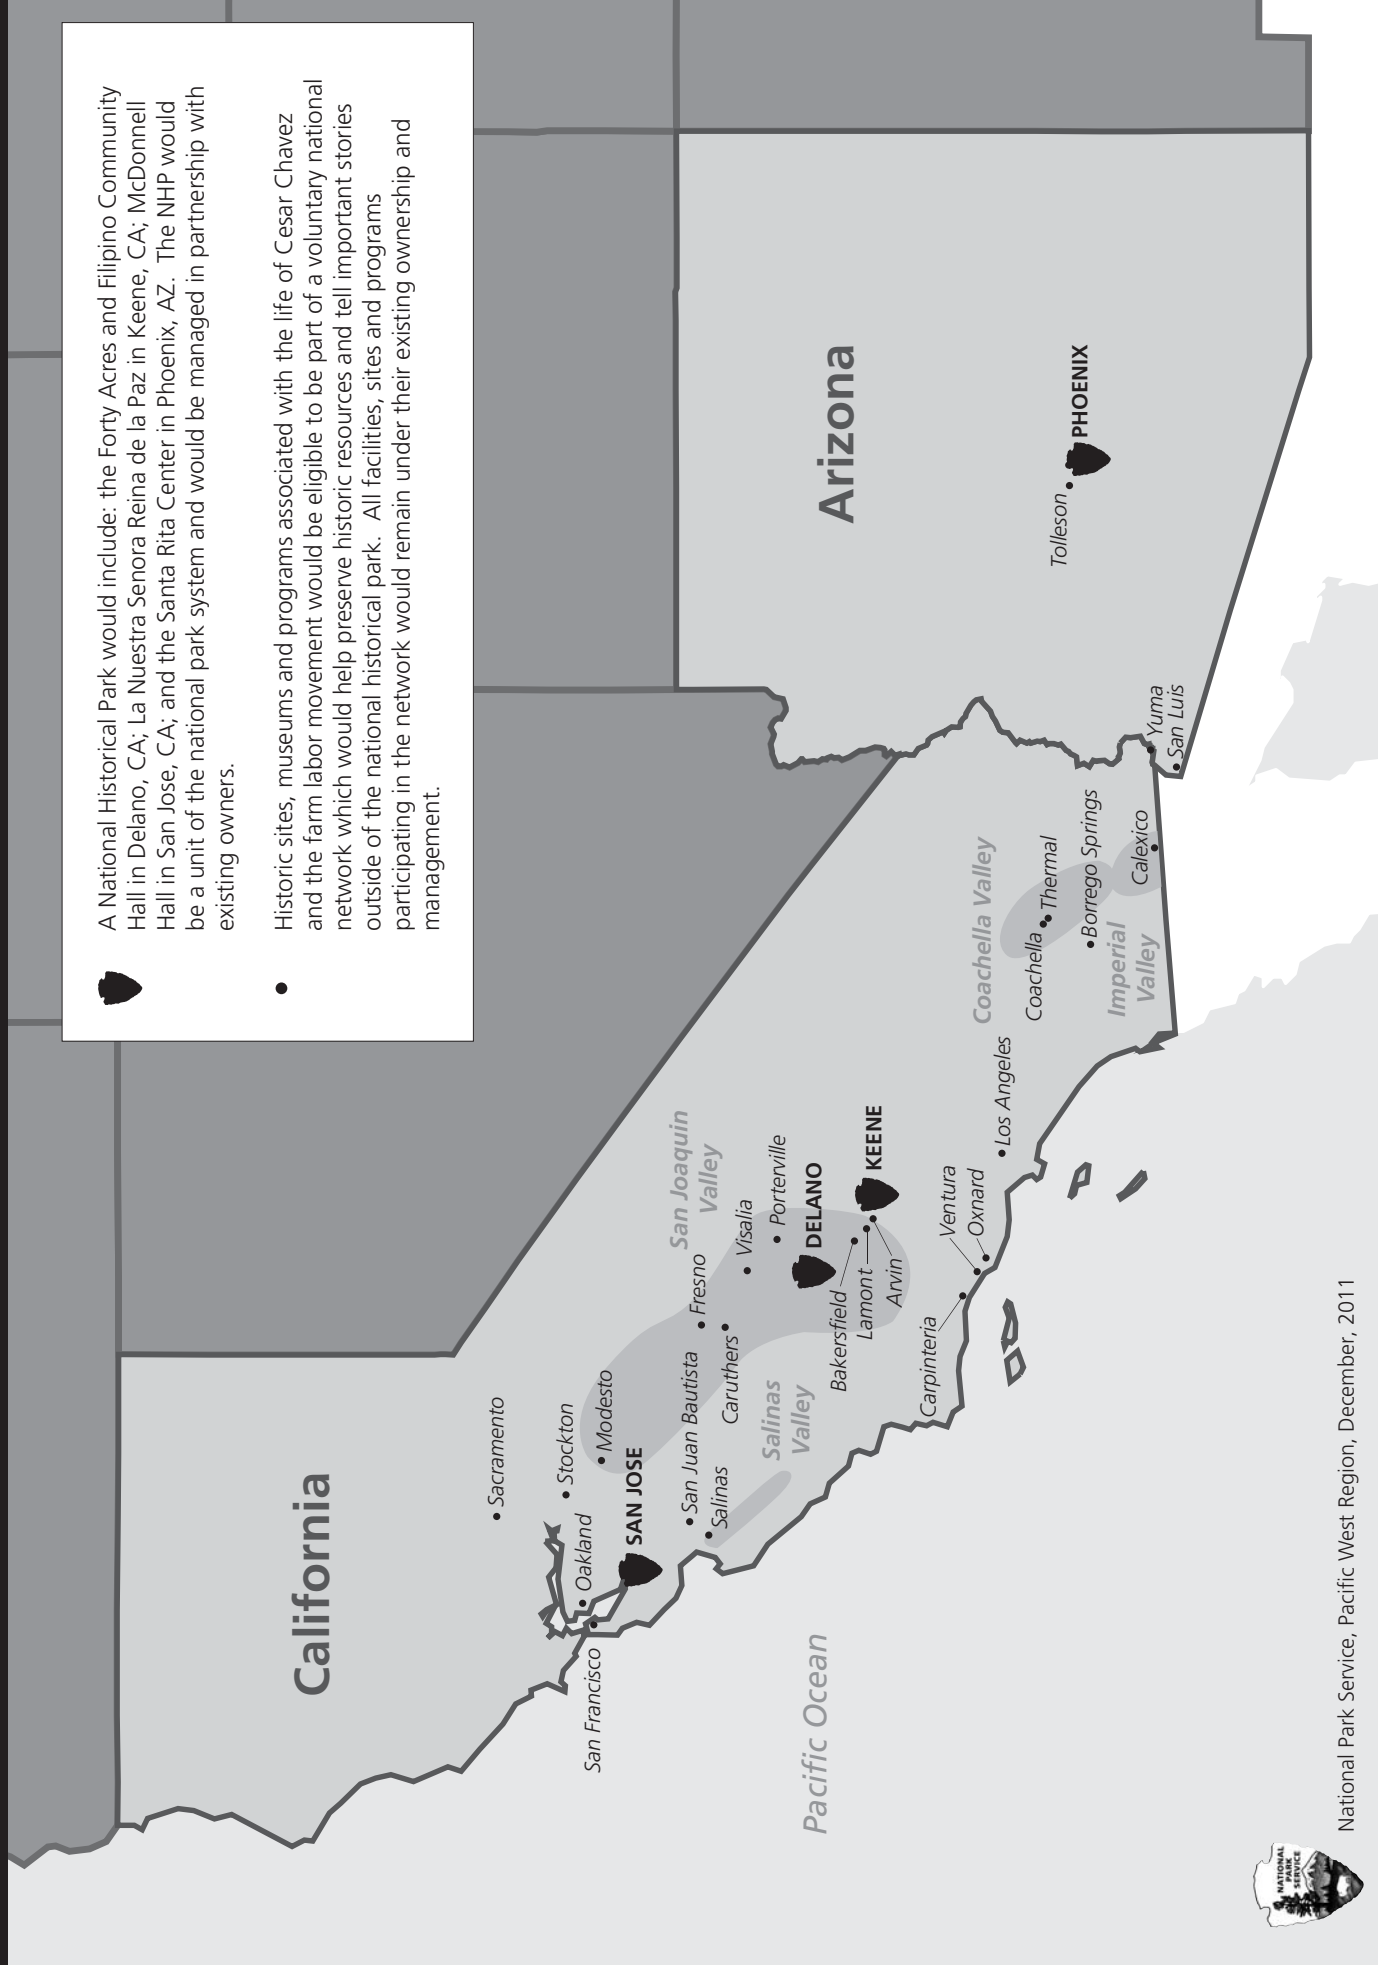 A National Historical Park would include: the Forty Acres and Filipino Community
Hall in Delano, CA; La Nuestra Senora Reina de la Paz in Keene, CA; McDonnell
Hall in San Jose, CA; and the Santa Rita Center in Phoenix, AZ.  The NHP would
be a unit of the national park system and would be managed in partnership with
existing owners.
Historic sites, museums and programs associated with the life of Cesar Chavez
and the farm labor movement would be eligible to be part of a voluntary national
network which would help preserve historic resources and tell important stories
outside of the national historical park.  All facilities, sites and programs
participating in the network would remain under their existing ownership and
management.
California
Sacramento
Stockton
Modesto
Oakland
San Francisco
SAN JOSE
San Joaquin
Valley
Fresno
San Juan Bautista
Salinas
Caruthers
Visalia
Porterville
Salinas
Valley
DELANO
Bakersfield
Lamont
Arvin
KEENE
Carpinteria
Ventura
Oxnard
Los Angeles
Coachella Valley
Coachella
Thermal
Borrego Springs
Imperial
Valley
Calexico
Yuma
San Luis
Arizona
Tolleson
PHOENIX
Pacific Ocean
NATIONAL
PARK
SERVICE
National Park Service, Pacific West Region, December, 2011